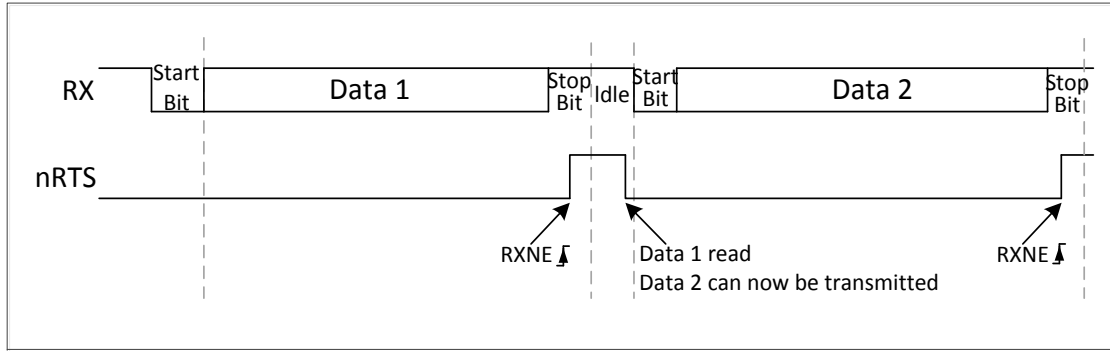 RX
Start Bit
Data 1
Stop Bit
Idle
Start Bit
Data 2
Stop Bit
nRTS
RXNE
Data 1 read
Data 2 can now be transmitted
RXNE